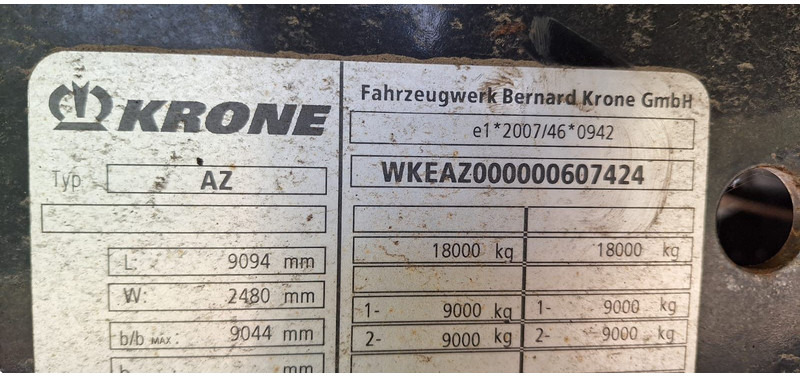 KRONE
Typ AZ
L: 9094 mm
W: 2480 mm
b/b MAX.: 9044 mm
mm
Fahrzeugwerk Bernard Krone GmbH
e1*2007/46*0942
WKEAZ000000607424
18000 kg 18000 kg
1- 9000 kg 1- 9000 kg
2- 9000 kg 2- 9000 kg